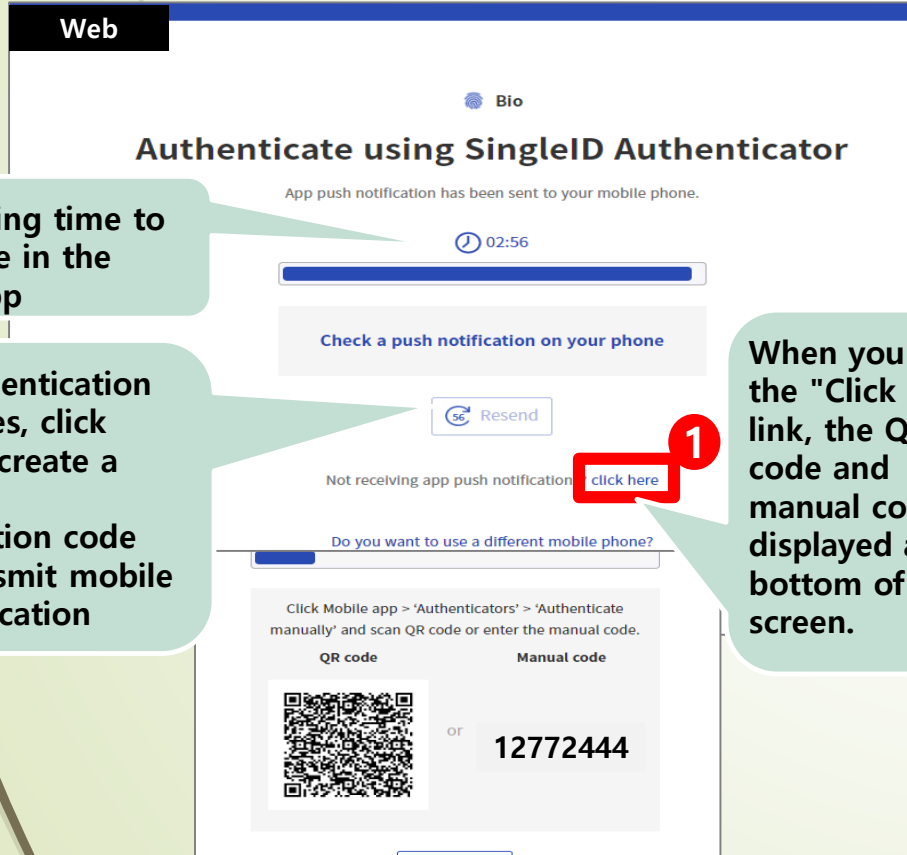 Web
Bio
Authenticate using SingleID Authenticator
App push notification has been sent to your mobile phone.
02:56
ing time to
e in the
p
Check a push notification on your phone
entication
es, click
create a
tion code
smit mobile
ication
56 Resend
1
Not receiving app push notification click here
Do you want to use a different mobile phone?
When you
the "Click
link, the Q
code and
manual co
displayed a
bottom of
screen.
Click Mobile app > ‘Authenticators’ > ‘Authenticate
manually’ and scan QR code or enter the manual code.
QR code Manual code
or
12772444